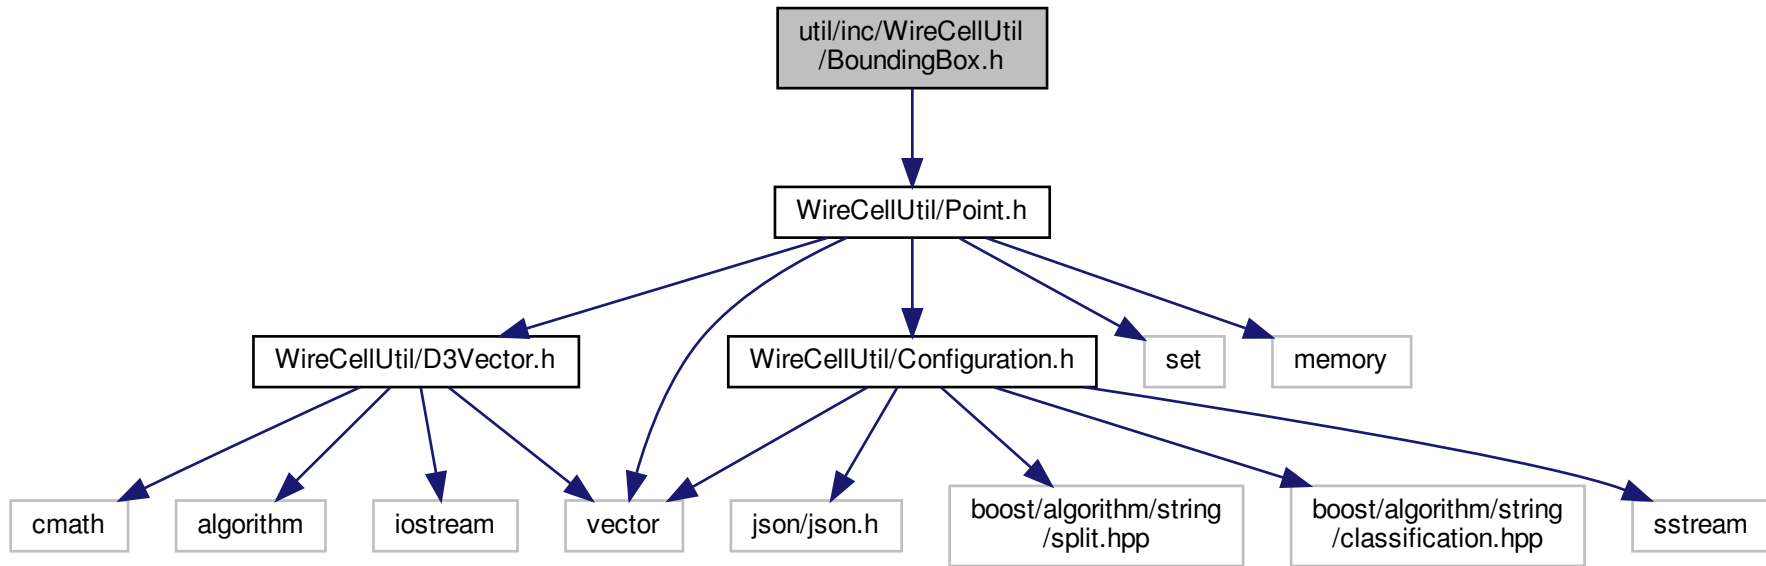 util/inc/WireCellUtil
/BoundingBox.h
WireCellUtil/Point.h
WireCellUtil/D3Vector.h
WireCellUtil/Configuration.h
set
memory
cmath
algorithm
iostream
vector
json/json.h
boost/algorithm/string
/split.hpp
boost/algorithm/string
/classification.hpp
sstream